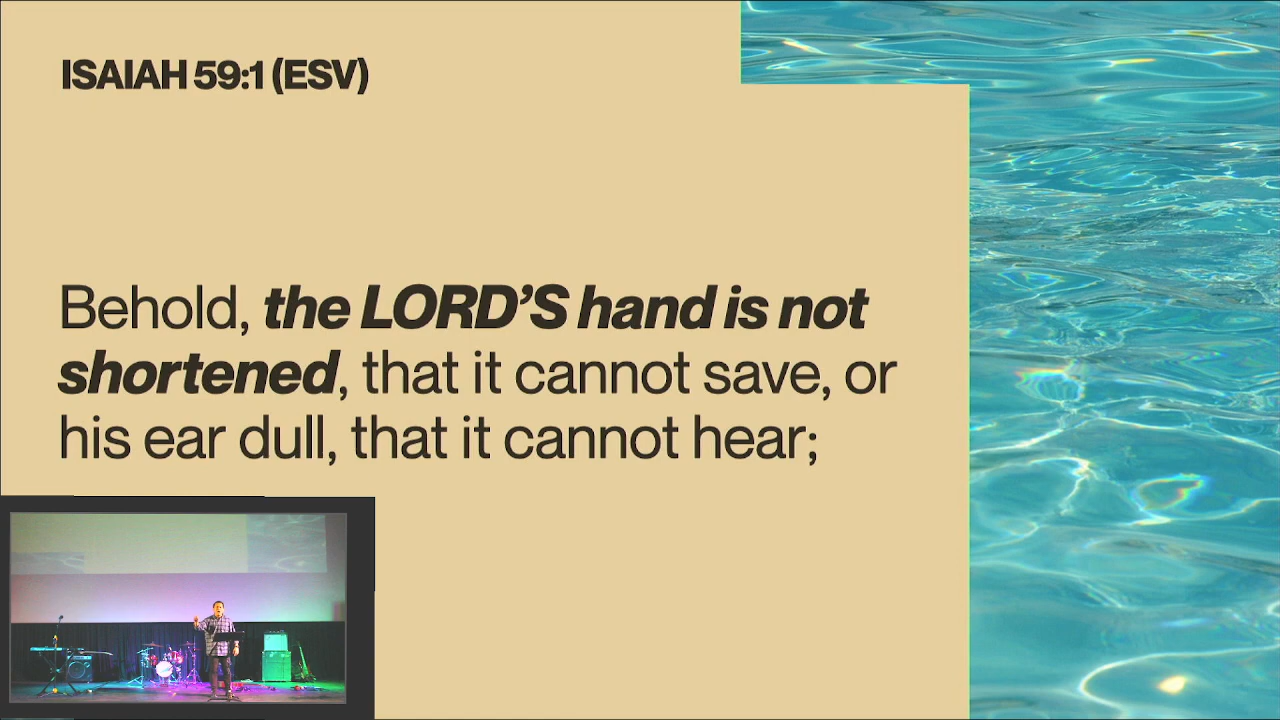 ISAIAH 59:1 (ESV)
Behold, the LORD’S hand is not
shortened, that it cannot save, or
his ear dull, that it cannot hear;